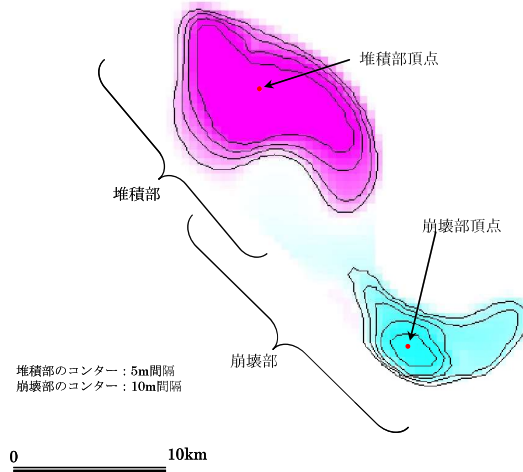 堆積部頂点
堆積部
崩壊部頂点
崩壊部
堆積部のコンター：5m間隔
崩壊部のコンター：10m間隔
0 10km